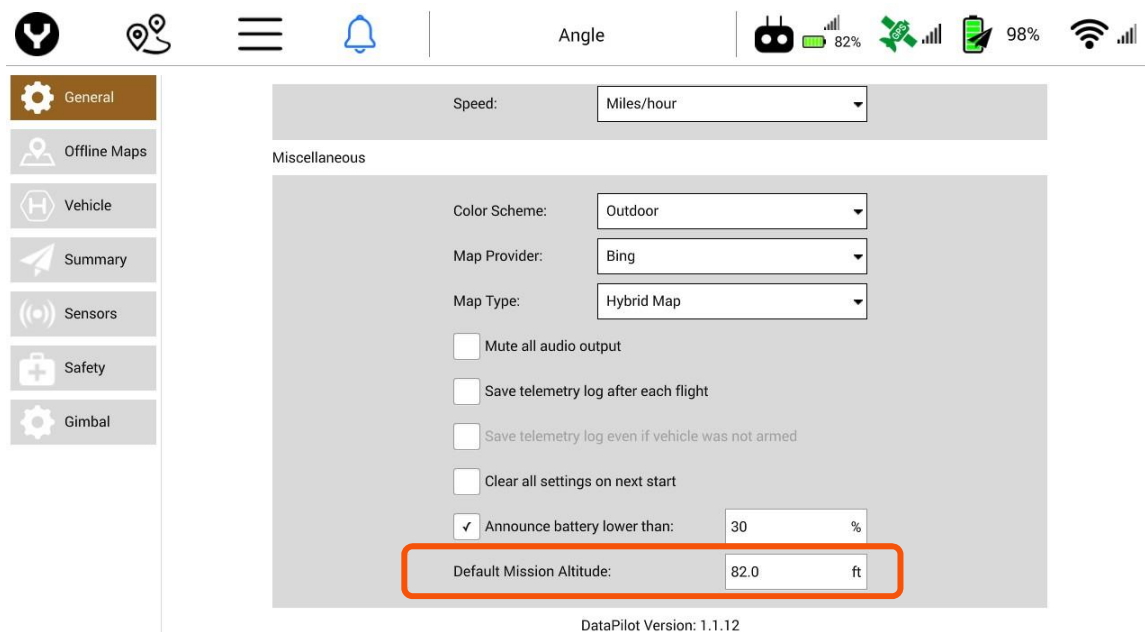 Angle
82%
GPS
98%
General
Offline Maps
Vehicle
Summary
Sensors
Safety
Gimbal
Speed: Miles/hour
Miscellaneous
Color Scheme: Outdoor
Map Provider: Bing
Map Type: Hybrid Map
Mute all audio output
Save telemetry log after each flight
Save telemetry log even if vehicle was not armed
Clear all settings on next start
Announce battery lower than: 30 %
Default Mission Altitude: 82.0 ft
DataPilot Version: 1.1.12